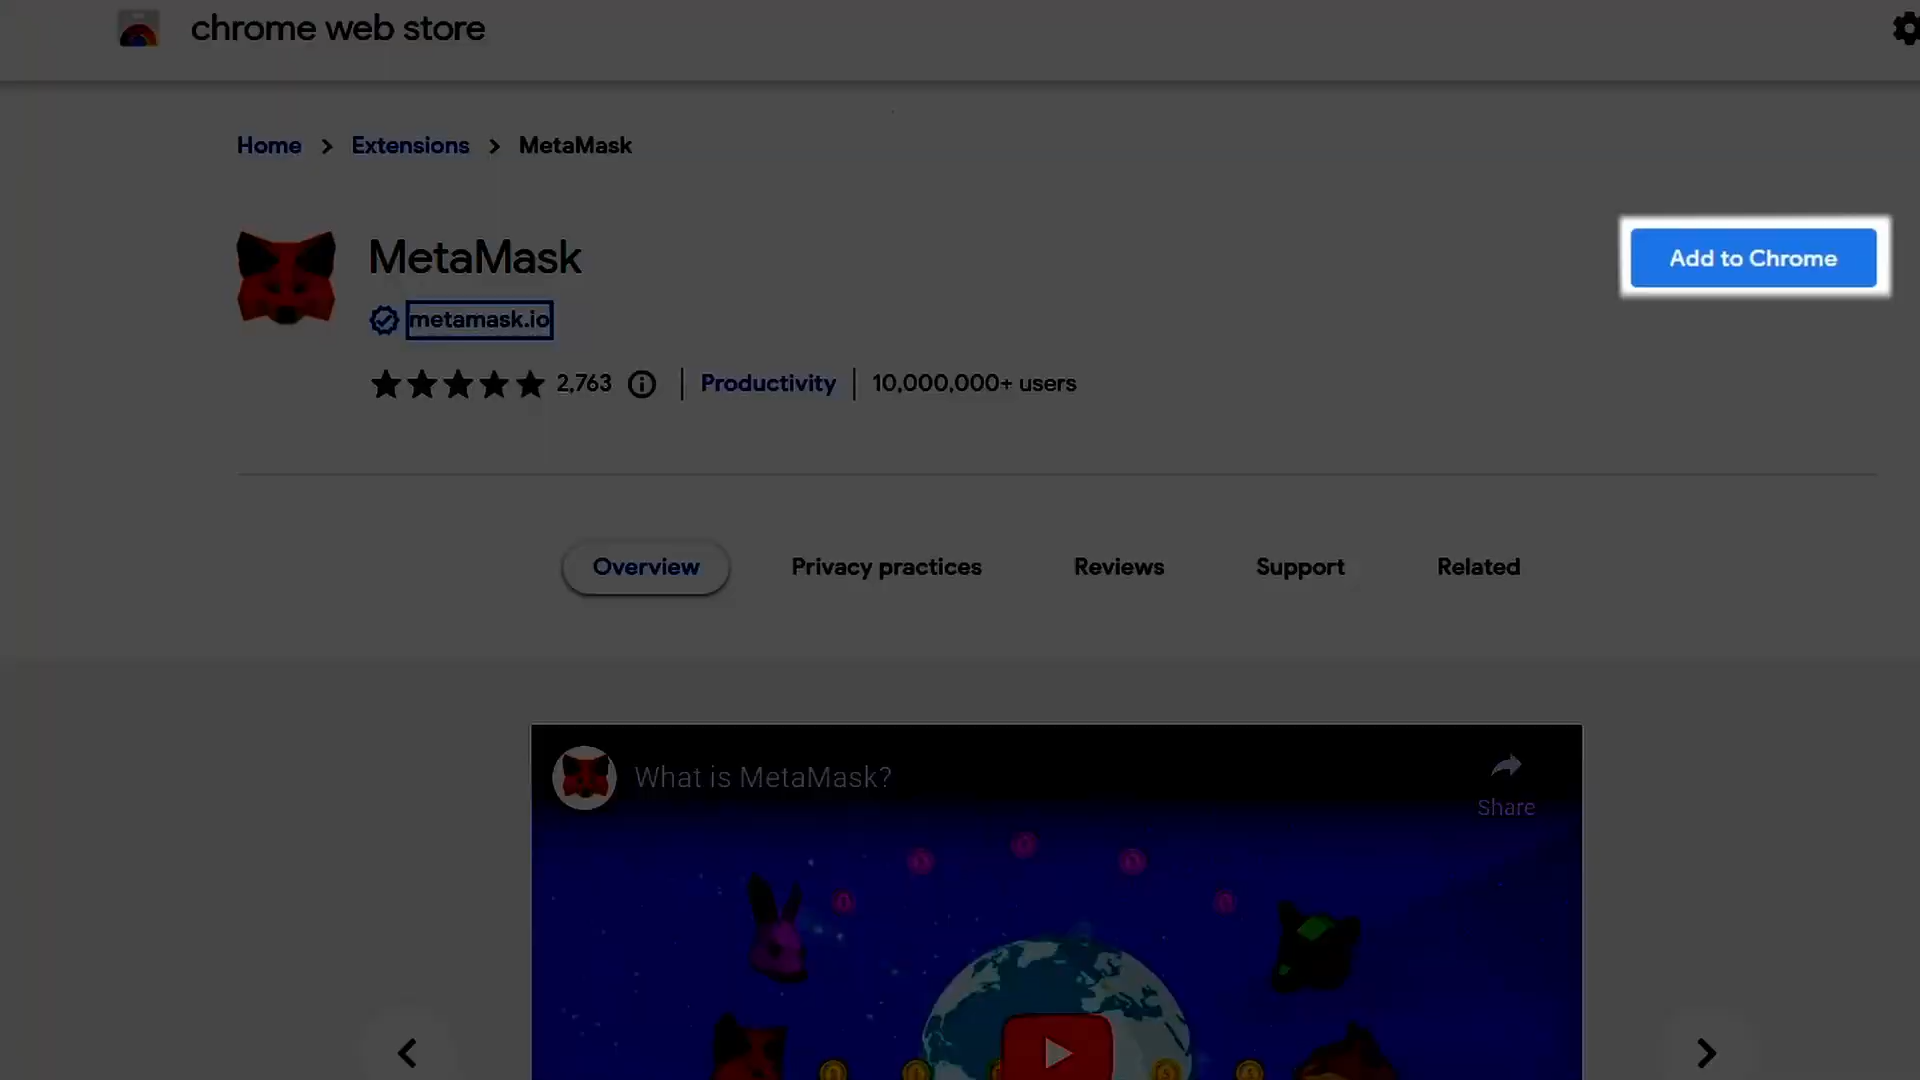 chrome web store
Home > Extensions > MetaMask
MetaMask
metamask.io
2,763 | Productivity | 10,000,000+ users
Add to Chrome
Overview Privacy practices Reviews Support Related
What is MetaMask?
Share